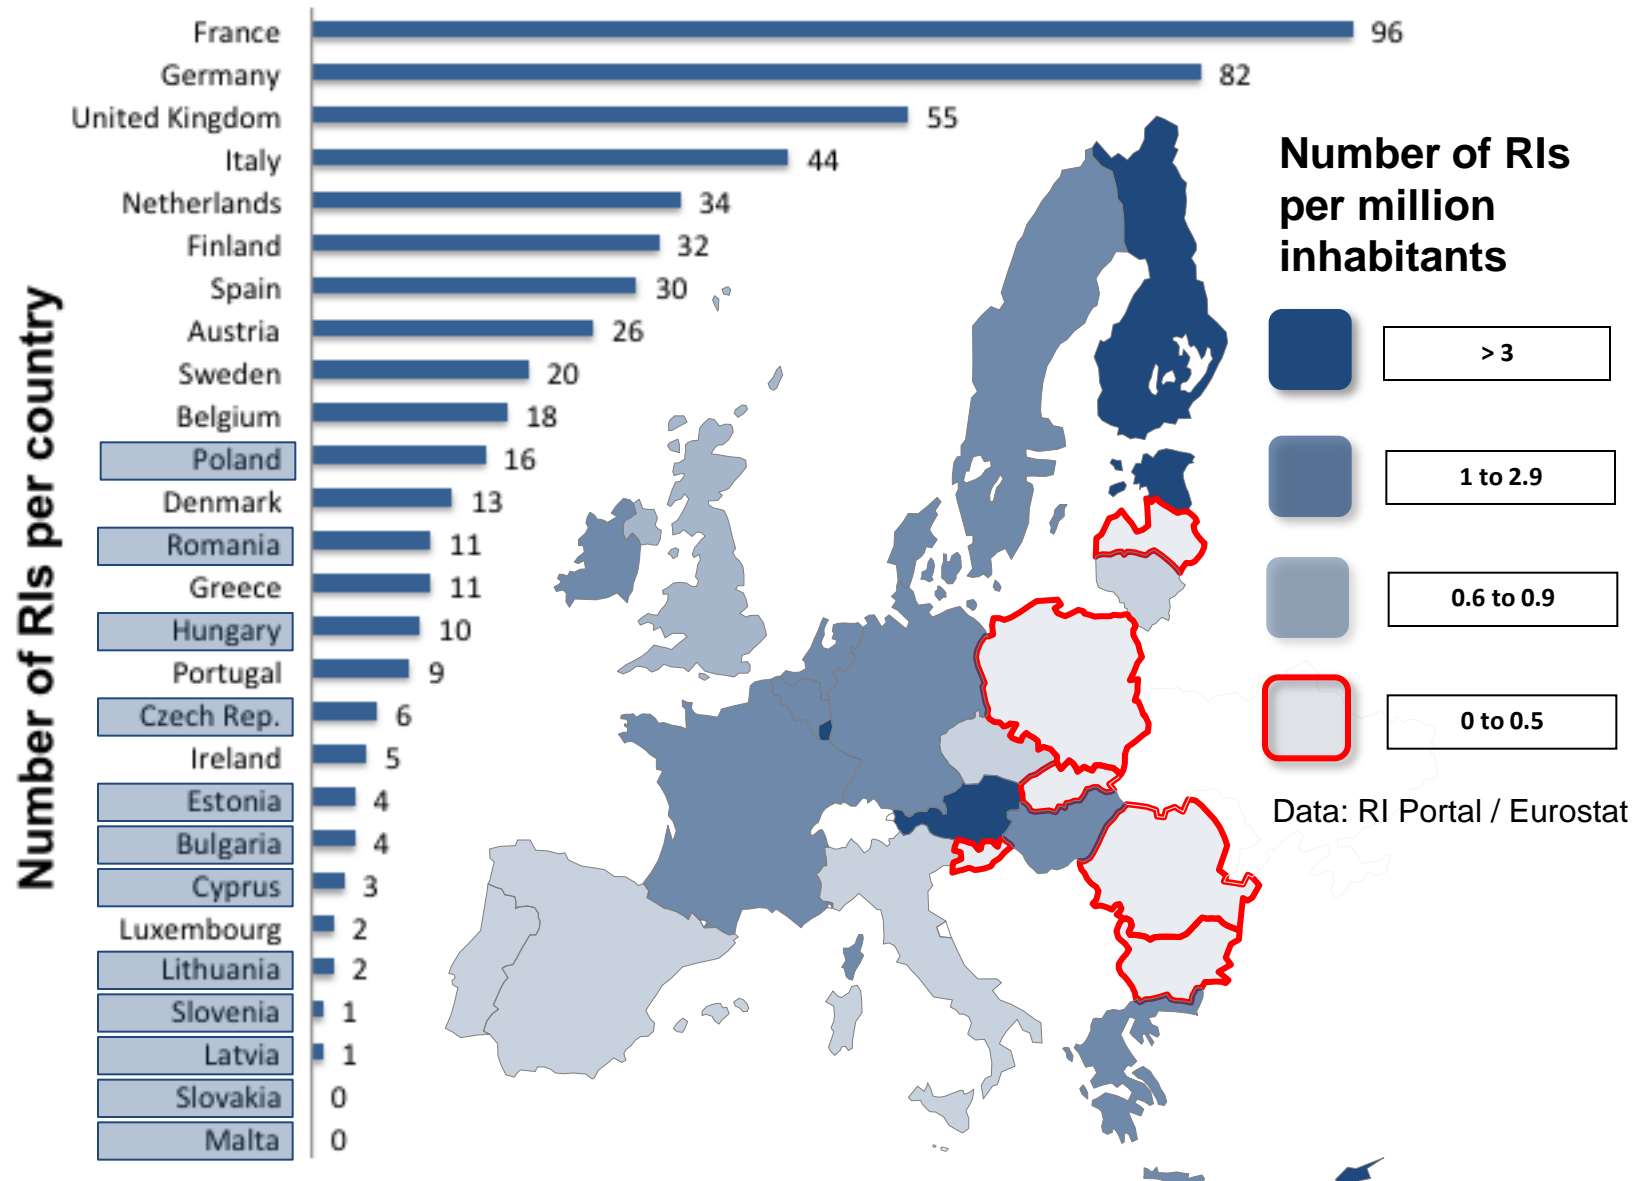 Number of RIs per country
France 96
Germany 82
United Kingdom 55
Italy 44
Netherlands 34
Finland 32
Spain 30
Austria 26
Sweden 20
Belgium 18
Poland 16
Denmark 13
Romania 11
Greece 11
Hungary 10
Portugal 9
Czech Rep. 6
Ireland 5
Estonia 4
Bulgaria 4
Cyprus 3
Luxembourg 2
Lithuania 2
Slovenia 1
Latvia 1
Slovakia 0
Malta 0
Number of RIs
per million
inhabitants
> 3
1 to 2.9
0.6 to 0.9
0 to 0.5
Data: RI Portal / Eurostat